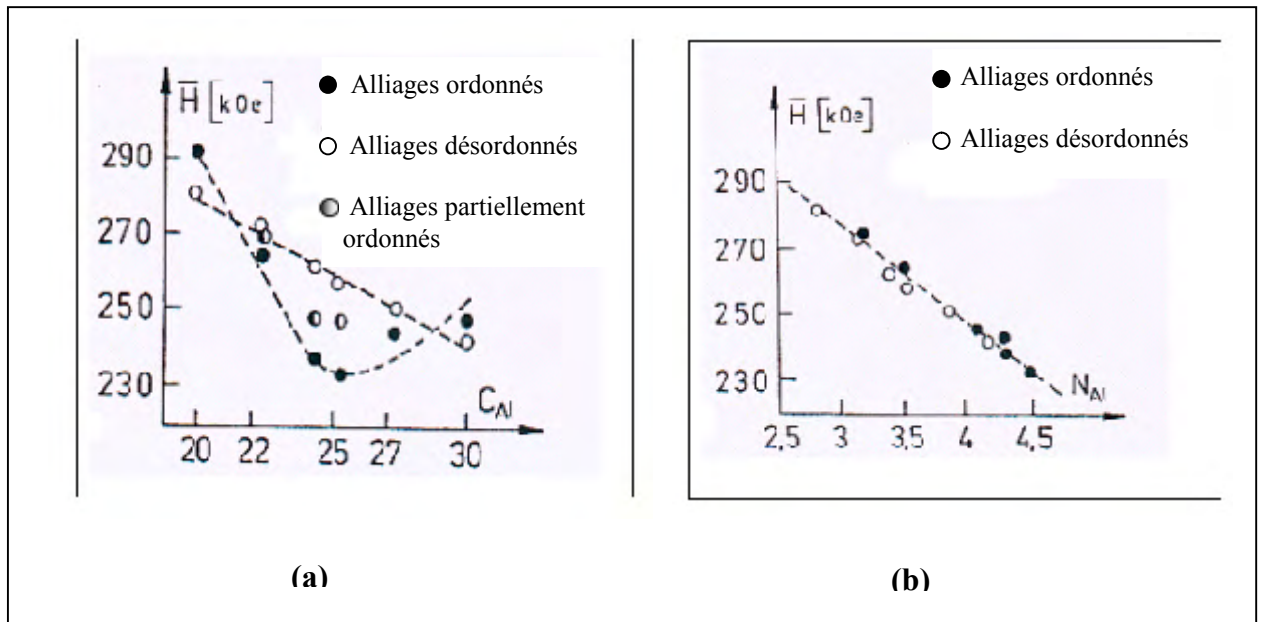 H̅ [kOe]
● Alliages ordonnés
○ Alliages désordonnés
◐ Alliages partiellement
ordonnés
290
270
250
230
C_Al
20 22 25 27 30
(a)
H̅ [kOe]
● Alliages ordonnés
○ Alliages désordonnés
290
270
250
230
N_Al
2,5 3 3,5 4 4,5
(b)